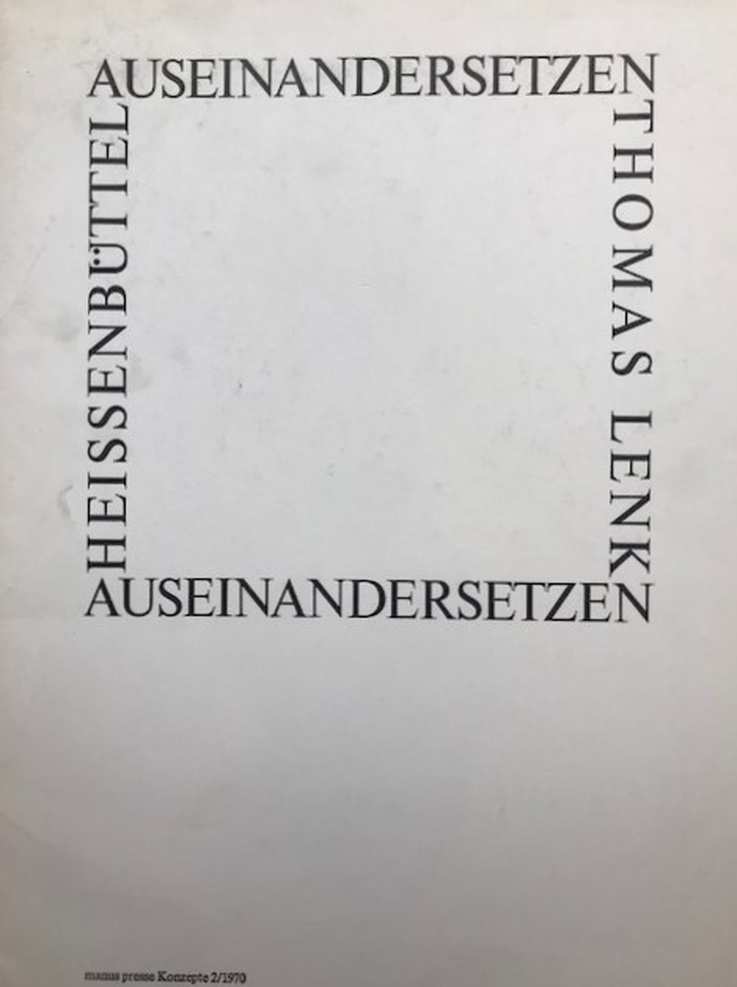 AUSEINANDERSETZEN
HEISSENBÜTTEL
THOMAS LENK
AUSEINANDERSETZEN
manus presse Konzepte 2/1970